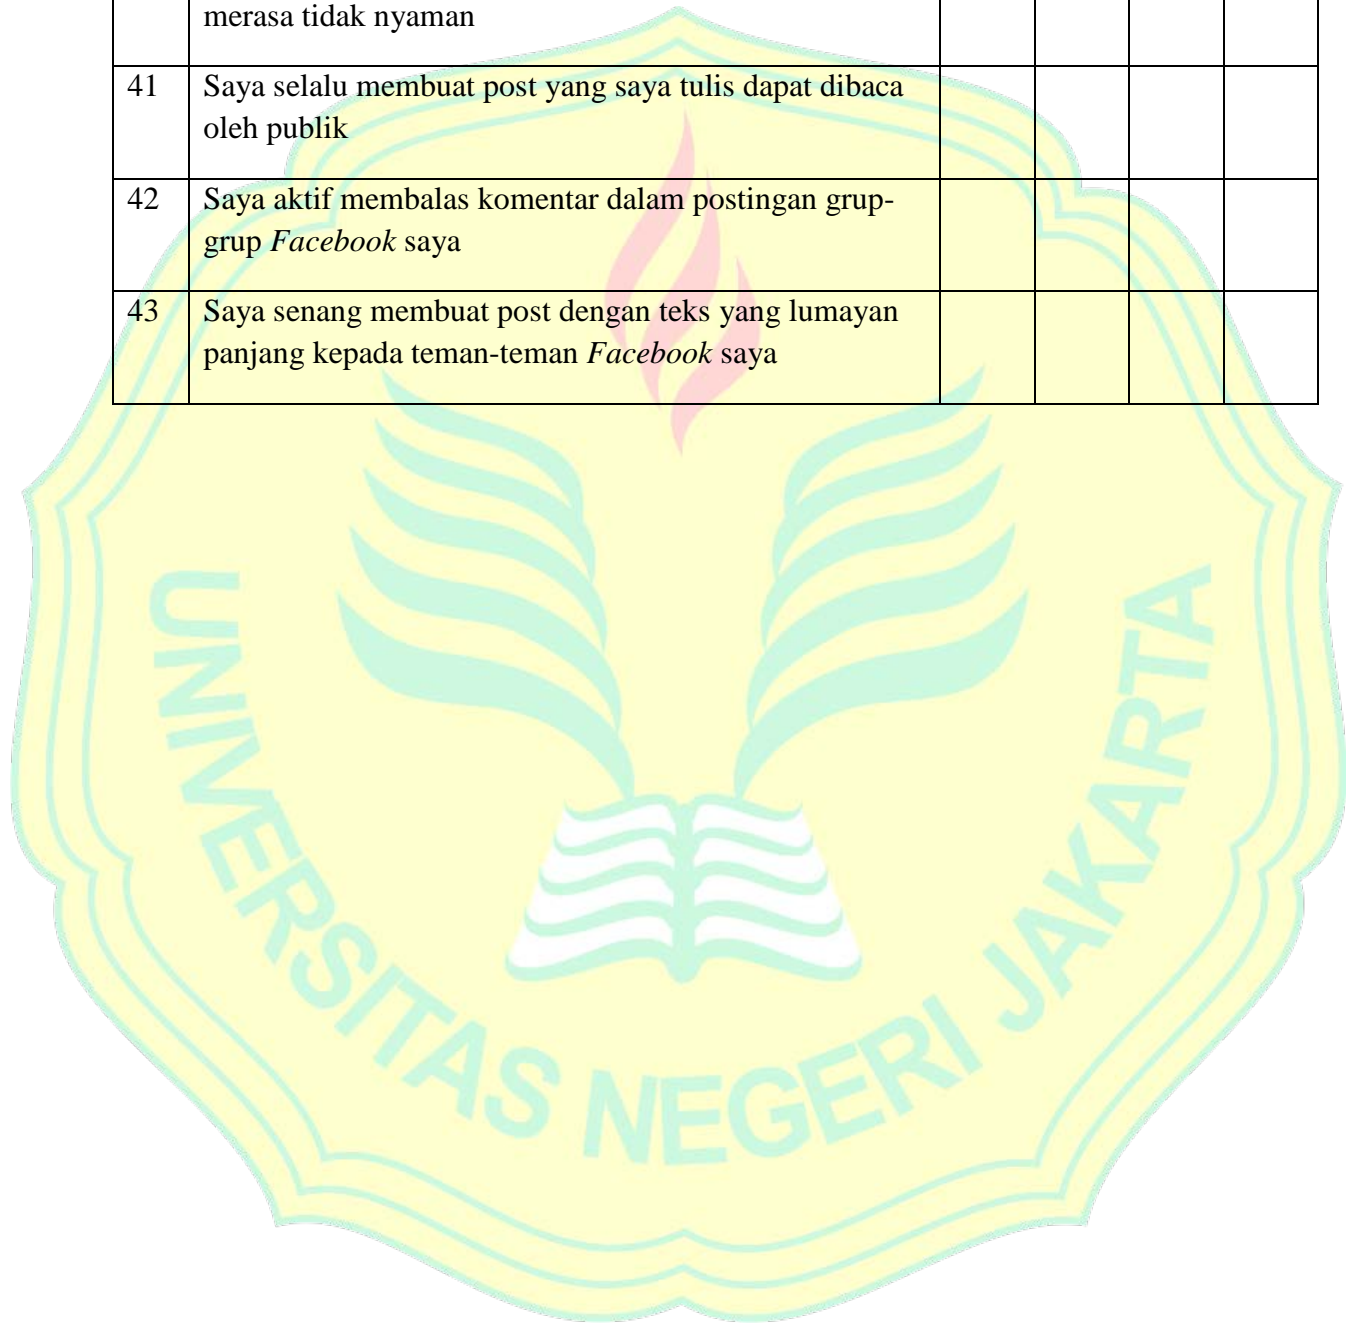 merasa tidak nyaman
41 Saya selalu membuat post yang saya tulis dapat dibaca
oleh publik
42 Saya aktif membalas komentar dalam postingan grup-
grup Facebook saya
43 Saya senang membuat post dengan teks yang lumayan
panjang kepada teman-teman Facebook saya
UNIVERSITAS NEGERI JAKARTA